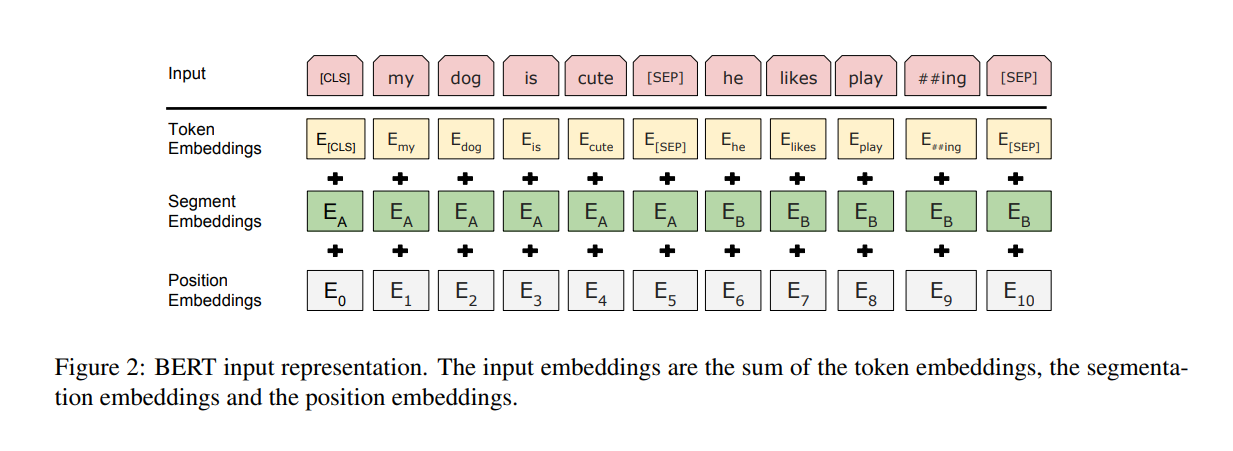 Input [CLS] my dog is cute [SEP] he likes play ##ing [SEP]
Token
Embeddings
E[CLS] Emy Edog Eis Ecute E[SEP] Ehe Elikes Eplay E##ing E[SEP]
+ + + + + + + + + + +
Segment
Embeddings
EA EA EA EA EA EA EB EB EB EB EB
+ + + + + + + + + + +
Position
Embeddings
E0 E1 E2 E3 E4 E5 E6 E7 E8 E9 E10
Figure 2: BERT input representation. The input embeddings are the sum of the token embeddings, the segmenta-
tion embeddings and the position embeddings.